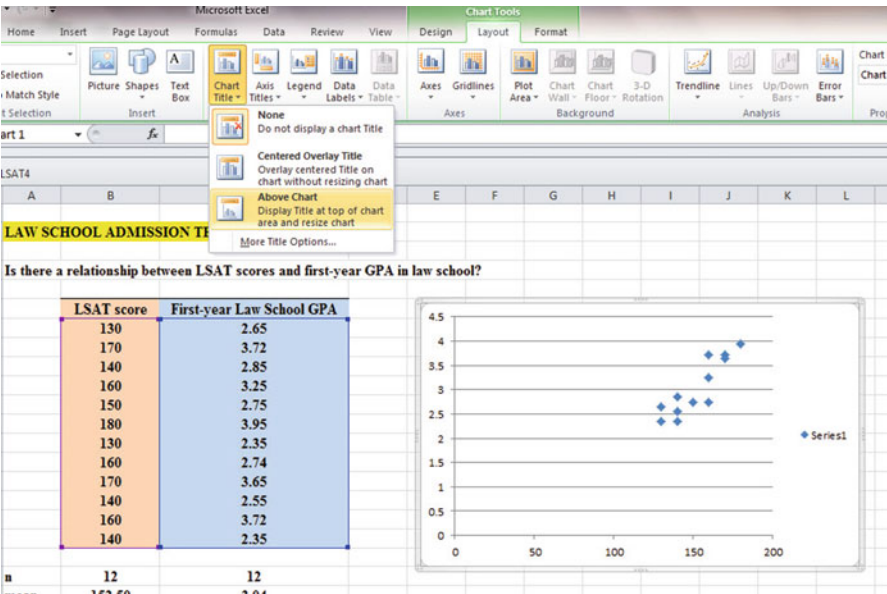 Microsoft Excel
Chart Tools
Home Insert Page Layout Formulas Data Review View Design Layout Format
Selection
Match Style
t Selection
Picture Shapes Text Box
Insert
Chart Title Axis Titles Legend Data Labels Data Table
Axes Gridlines
Axes
Plot Area Chart Wall Chart Floor 3-D Rotation
Background
Trendline Lines Up/Down Bars Error Bars
Analysis
Chart
Chart
Pro
art 1
fx
None
Do not display a chart Title
Centered Overlay Title
Overlay centered Title on
chart without resizing chart
Above Chart
Display Title at top of chart
area and resize chart
More Title Options...
LSAT4
A B E F G H I J K L
LAW SCHOOL ADMISSION TE
Is there a relationship between LSAT scores and first-year GPA in law school?
LSAT score First-year Law School GPA
130 2.65
170 3.72
140 2.85
160 3.25
150 2.75
180 3.95
130 2.35
160 2.74
170 3.65
140 2.55
160 3.72
140 2.35
n 12 12
4.5
4
3.5
3
2.5
2
1.5
1
0.5
0
0 50 100 150 200
Series1